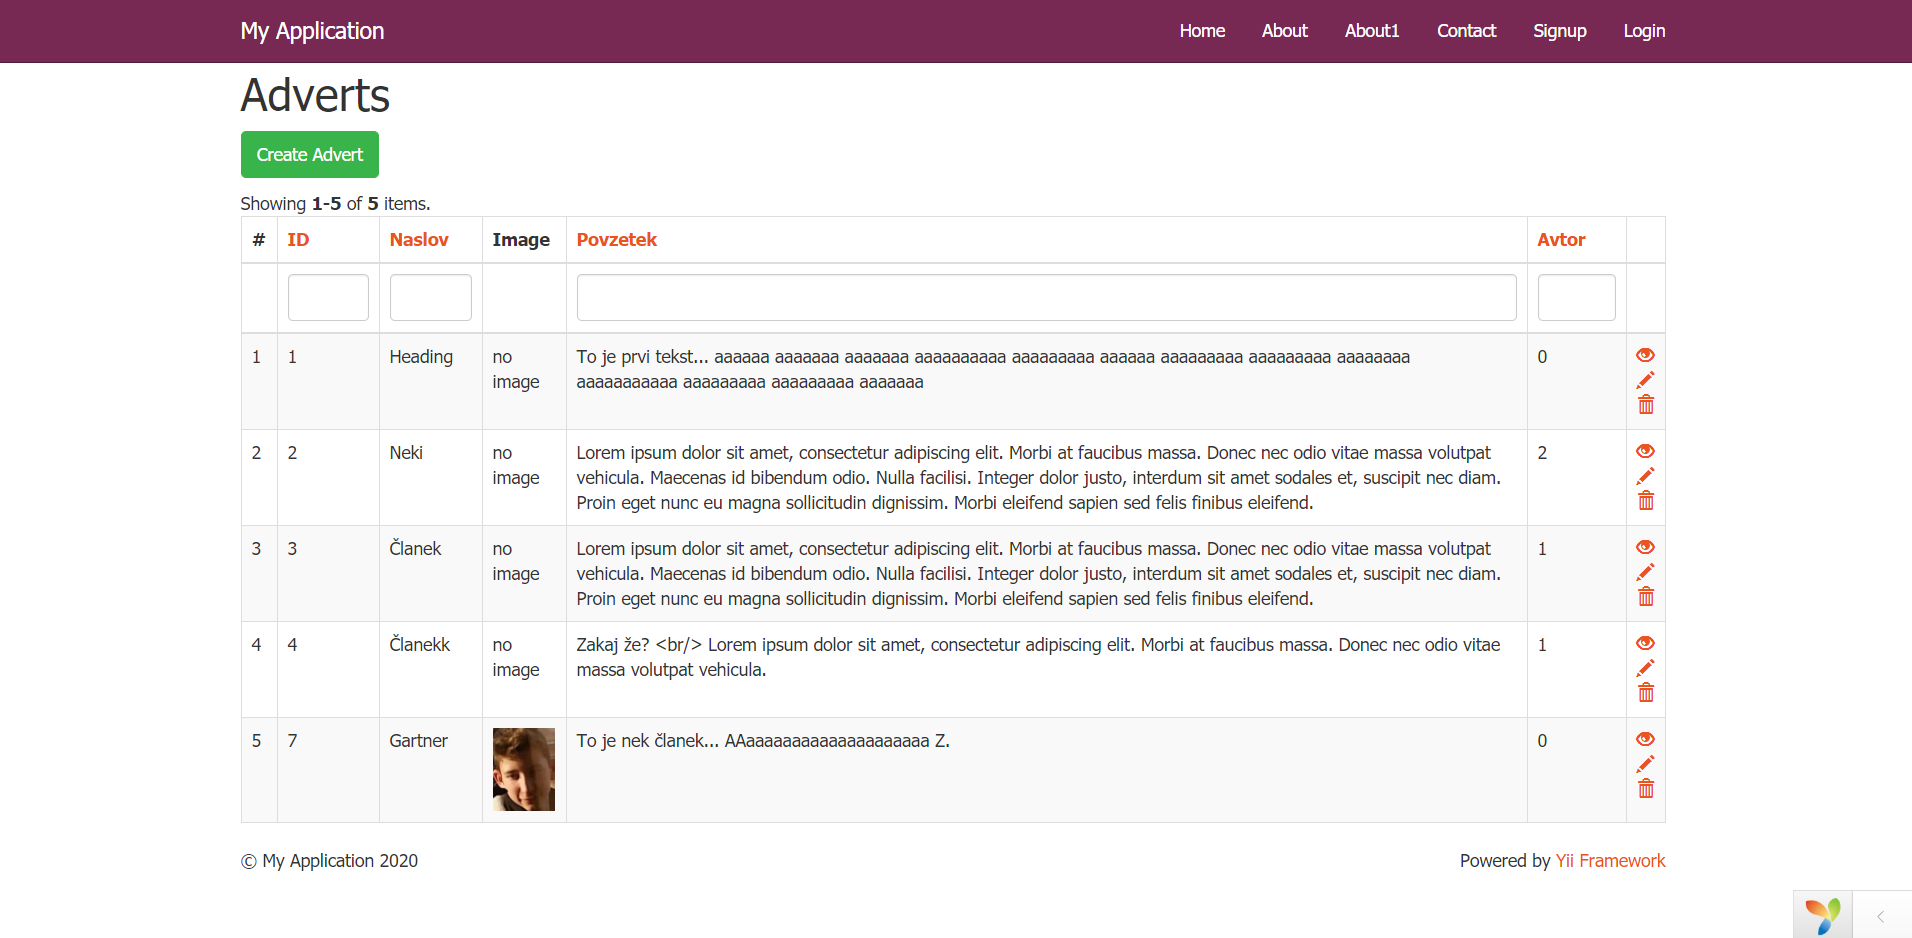 My Application Home About About1 Contact Signup Login
Adverts
Create Advert
Showing 1-5 of 5 items.
# ID Naslov Image Povzetek Avtor
1 1 Heading no image To je prvi tekst... aaaaaa aaaaaaa aaaaaaa aaaaaaaaaa aaaaaaaaa aaaaaa aaaaaaaaa aaaaaaaaa aaaaaaaa 0
aaaaaaaaaaa aaaaaaaaa aaaaaaaaa aaaaaaa
2 2 Neki no image Lorem ipsum dolor sit amet, consectetur adipiscing elit. Morbi at faucibus massa. Donec nec odio vitae massa volutpat 2
vehicula. Maecenas id bibendum odio. Nulla facilisi. Integer dolor justo, interdum sit amet sodales et, suscipit nec diam.
Proin eget nunc eu magna sollicitudin dignissim. Morbi eleifend sapien sed felis finibus eleifend.
3 3 Članek no image Lorem ipsum dolor sit amet, consectetur adipiscing elit. Morbi at faucibus massa. Donec nec odio vitae massa volutpat 1
vehicula. Maecenas id bibendum odio. Nulla facilisi. Integer dolor justo, interdum sit amet sodales et, suscipit nec diam.
Proin eget nunc eu magna sollicitudin dignissim. Morbi eleifend sapien sed felis finibus eleifend.
4 4 Članekk no image Zakaj že? <br/> Lorem ipsum dolor sit amet, consectetur adipiscing elit. Morbi at faucibus massa. Donec nec odio vitae 1
massa volutpat vehicula.
5 7 Gartner To je nek članek... AAaaaaaaaaaaaaaaaaaaaa Z. 0
© My Application 2020 Powered by Yii Framework